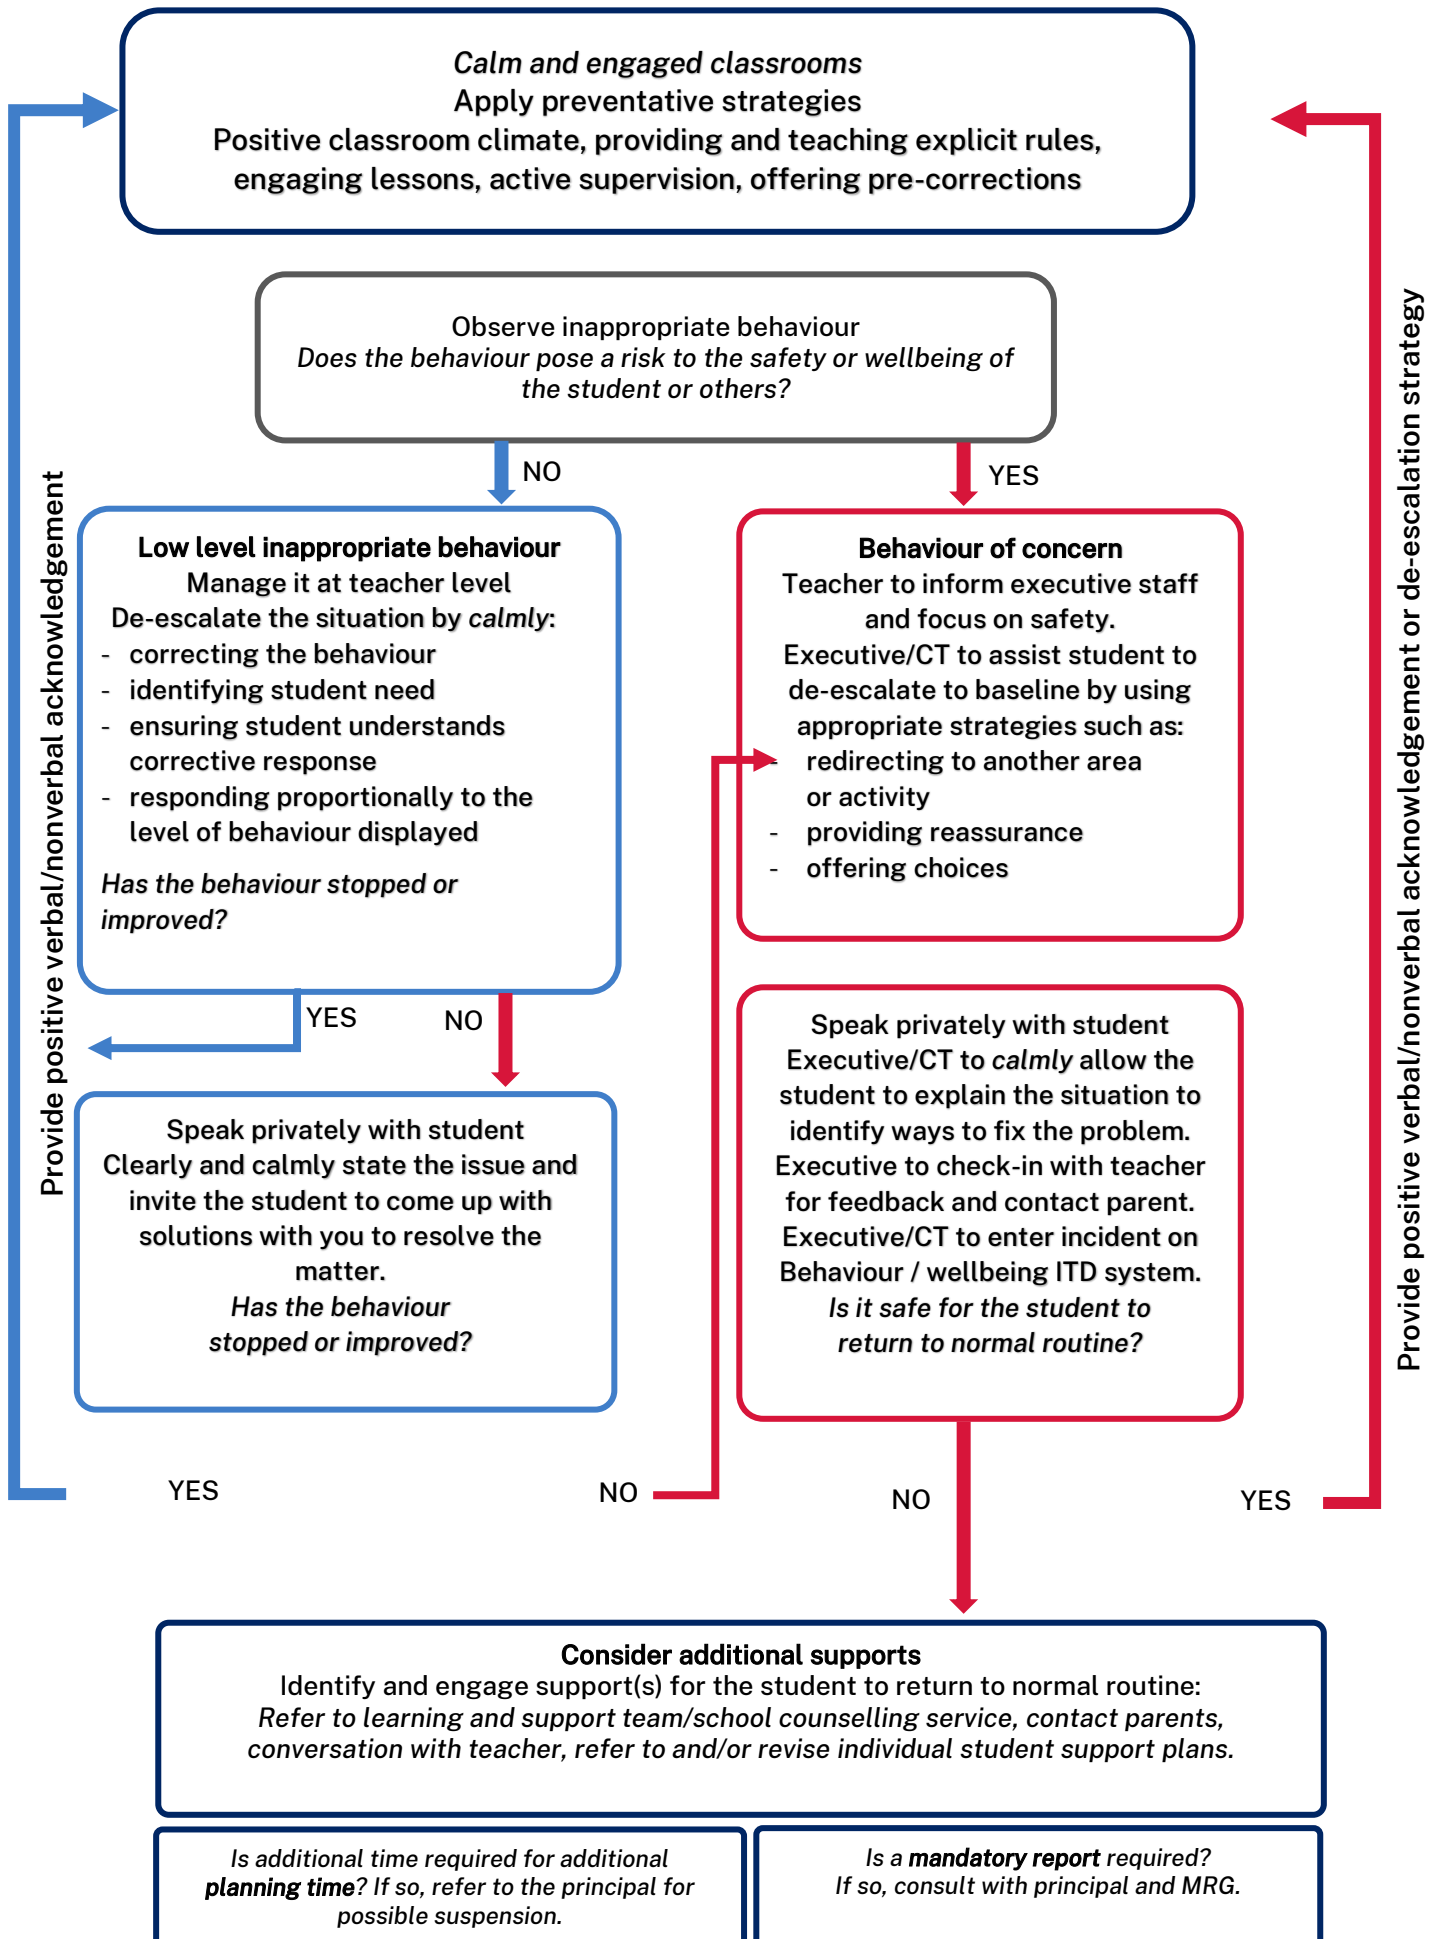 Calm and engaged classrooms
Apply preventative strategies
Positive classroom climate, providing and teaching explicit rules,
engaging lessons, active supervision, offering pre-corrections
Observe inappropriate behaviour
Does the behaviour pose a risk to the safety or wellbeing of
the student or others?
NO
YES
Low level inappropriate behaviour
Manage it at teacher level
De-escalate the situation by calmly:
- correcting the behaviour
- identifying student need
- ensuring student understands
corrective response
- responding proportionally to the
level of behaviour displayed
Has the behaviour stopped or
improved?
Behaviour of concern
Teacher to inform executive staff
and focus on safety.
Executive/CT to assist student to
de-escalate to baseline by using
appropriate strategies such as:
- redirecting to another area
or activity
- providing reassurance
- offering choices
YES
NO
Speak privately with student
Clearly and calmly state the issue and
invite the student to come up with
solutions with you to resolve the
matter.
Has the behaviour
stopped or improved?
Speak privately with student
Executive/CT to calmly allow the
student to explain the situation to
identify ways to fix the problem.
Executive to check-in with teacher
for feedback and contact parent.
Executive/CT to enter incident on
Behaviour / wellbeing ITD system.
Is it safe for the student to
return to normal routine?
YES
NO
NO
YES
Provide positive verbal/nonverbal acknowledgement
Provide positive verbal/nonverbal acknowledgement or de-escalation strategy
Consider additional supports
Identify and engage support(s) for the student to return to normal routine:
Refer to learning and support team/school counselling service, contact parents,
conversation with teacher, refer to and/or revise individual student support plans.
Is additional time required for additional
planning time? If so, refer to the principal for
possible suspension.
Is a mandatory report required?
If so, consult with principal and MRG.